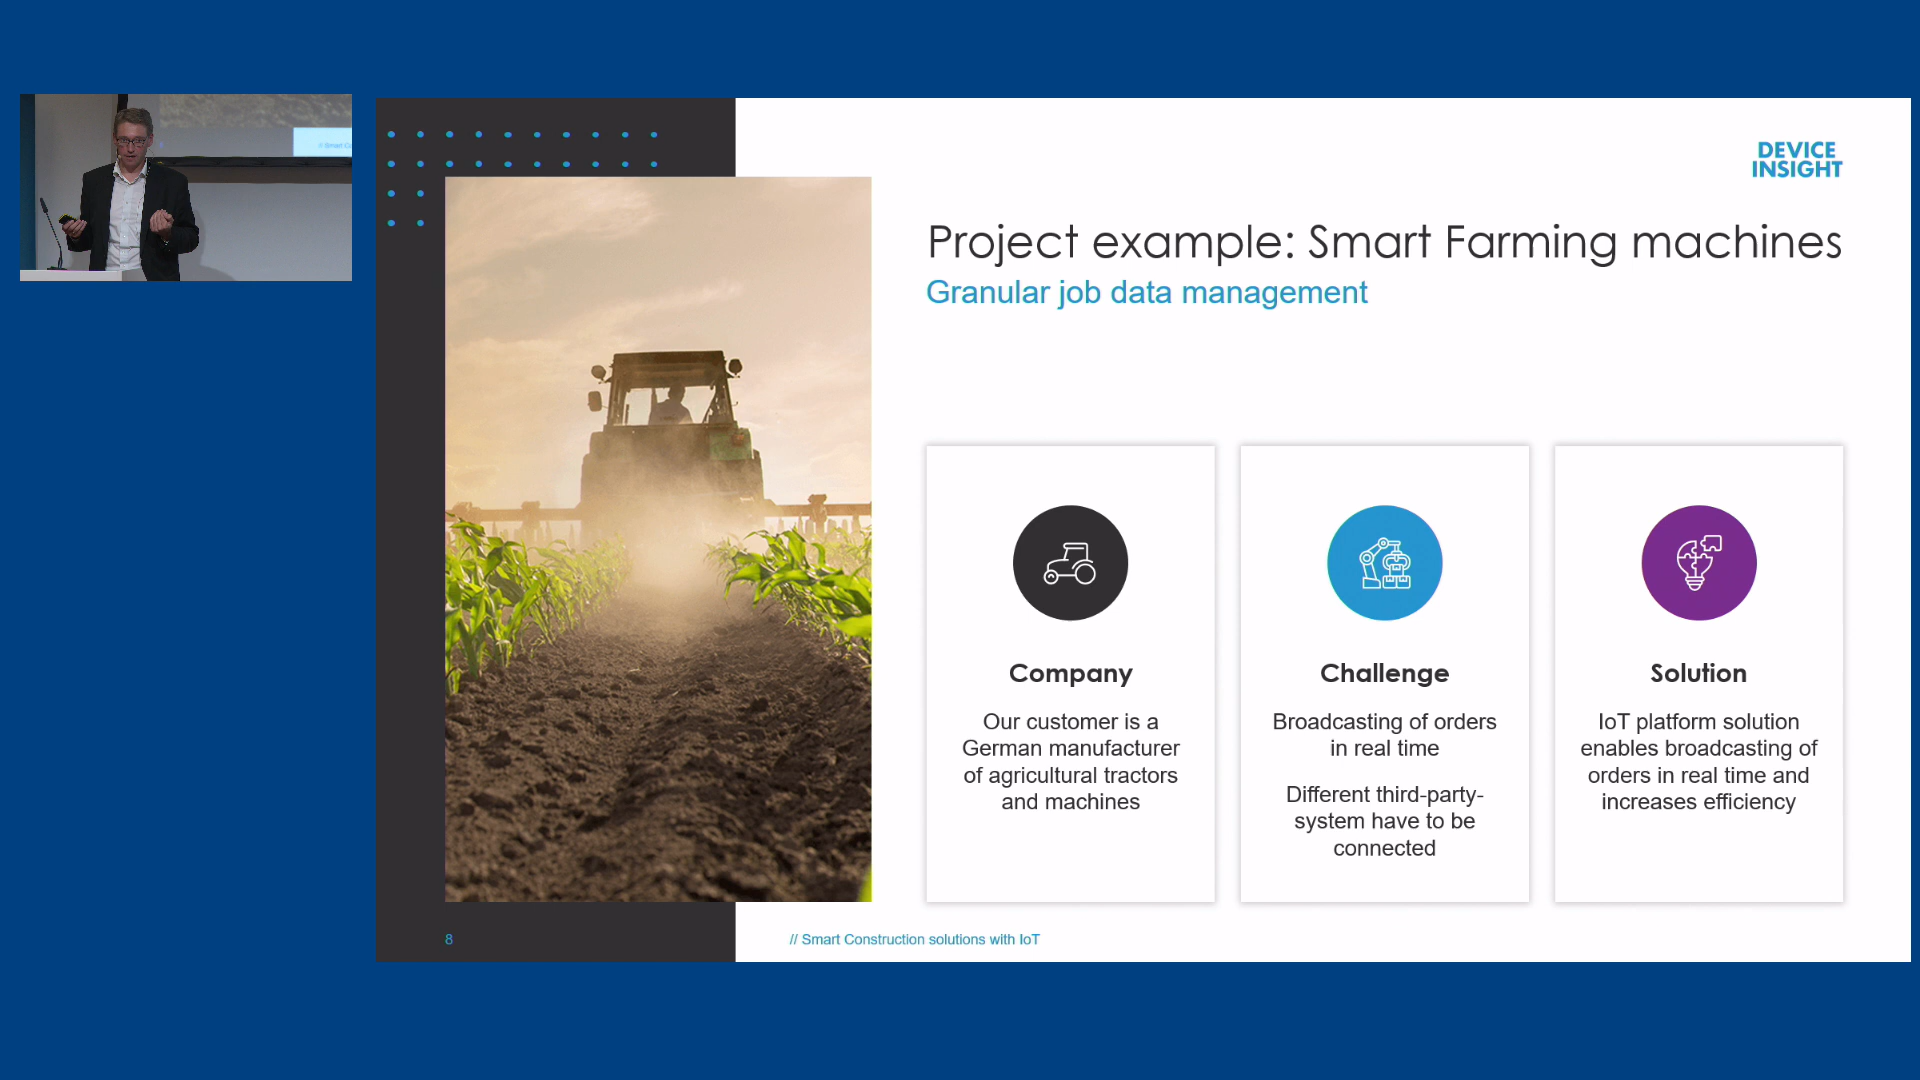 DEVICE
INSIGHT
Project example: Smart Farming machines
Granular job data management
Company
Our customer is a
German manufacturer
of agricultural tractors
and machines
Challenge
Broadcasting of orders
in real time
Different third-party-
system have to be
connected
Solution
IoT platform solution
enables broadcasting of
orders in real time and
increases efficiency
8
// Smart Construction solutions with IoT